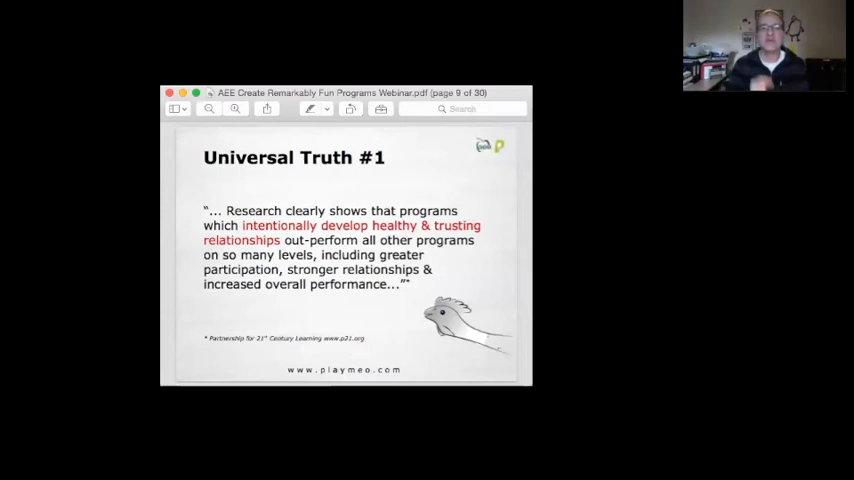 AEE Create Remarkably Fun Programs Webinar.pdf (page 9 of 30)
Search
Universal Truth #1
“... Research clearly shows that programs
which intentionally develop healthy & trusting
relationships out-perform all other programs
on so many levels, including greater
participation, stronger relationships &
increased overall performance...”*
* Partnership for 21st Century Learning www.p21.org
www.playmeo.com